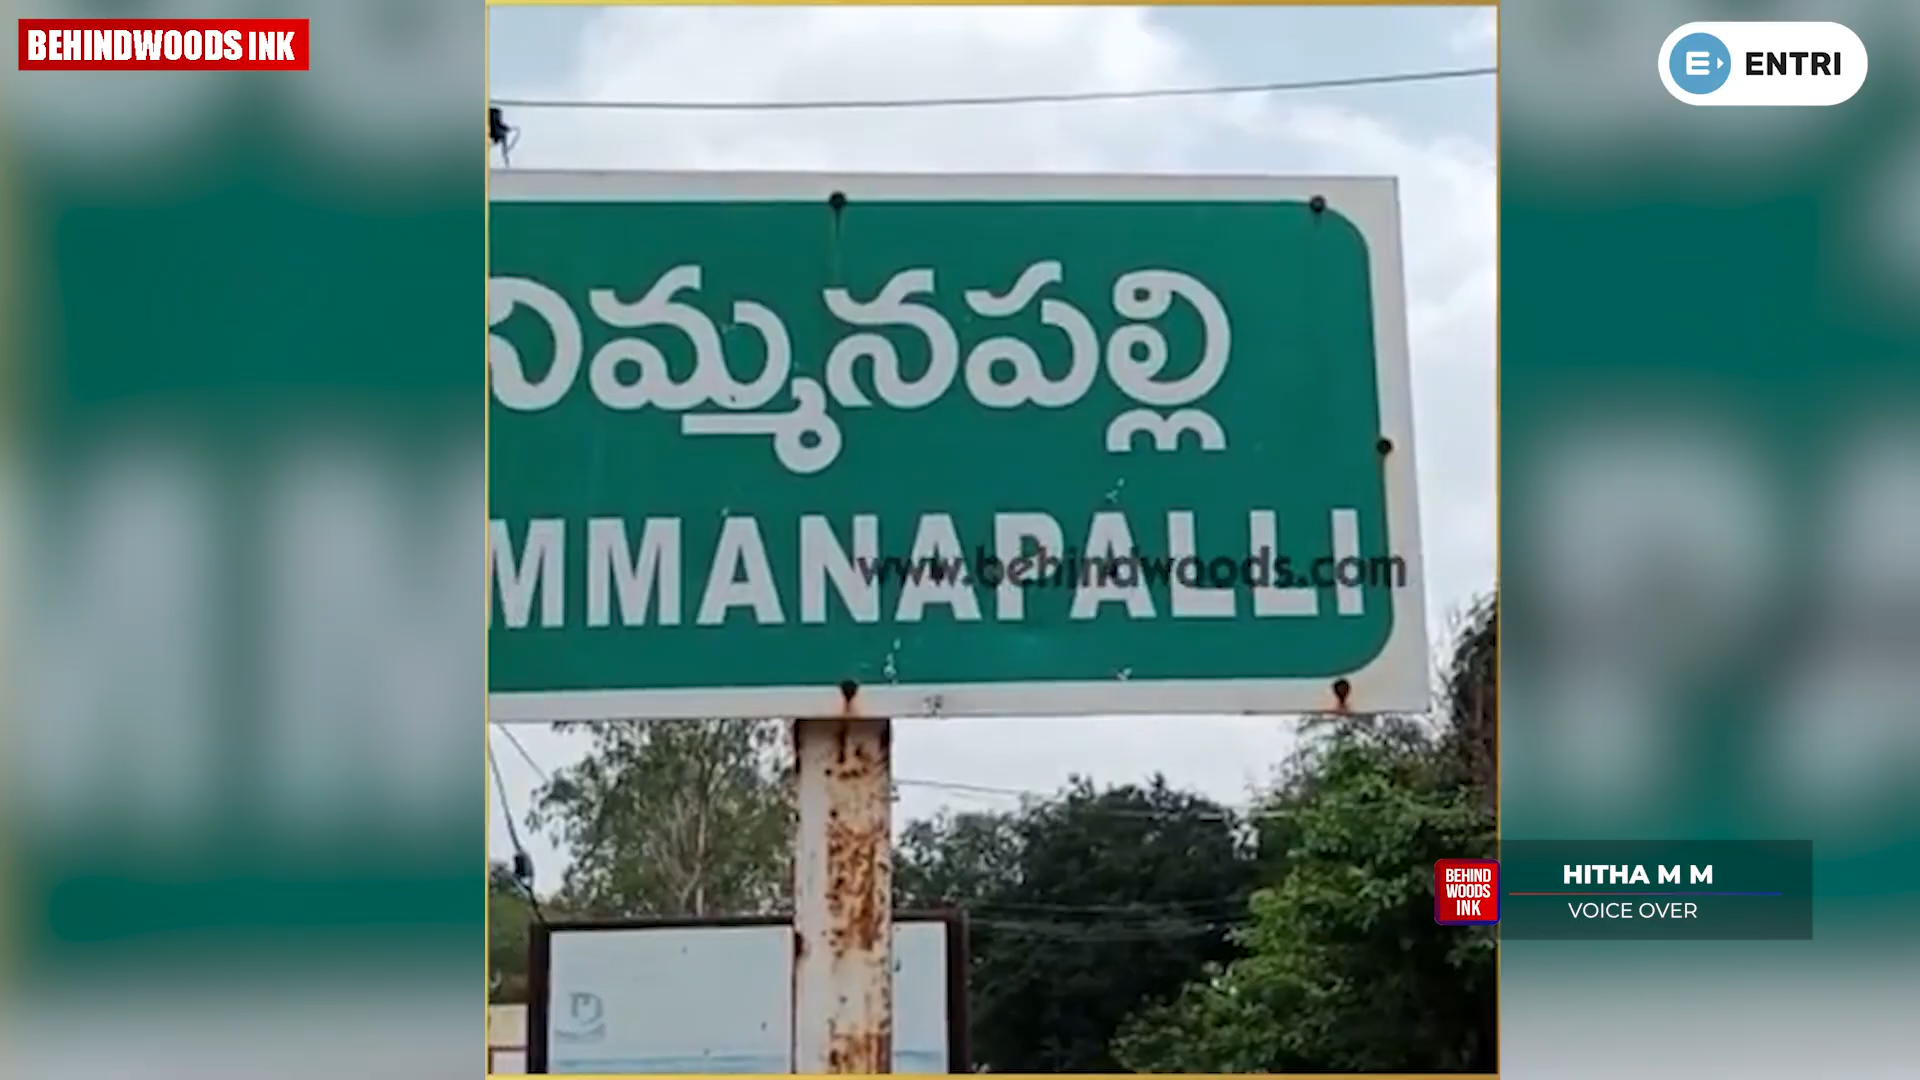 BEHINDWOODS INK
ENTRI
నిమ్మనపల్లి
MMANAPALLI
www.behindwoods.com
BEHIND
WOODS
INK
HITHA M M
VOICE OVER